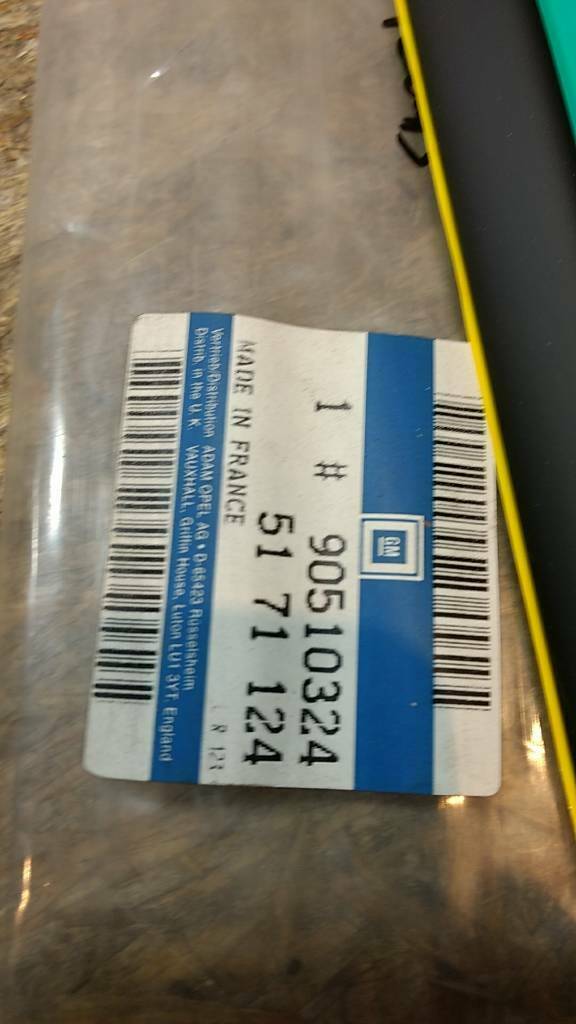 GM
1 # 90510324
51 71 124
MADE IN FRANCE
Vertrieb/Distribution ADAM OPEL AG • D-65423 Rüsselsheim
Distrib. in the U. K. VAUXHALL, Griffin House, Luton LU1 3YT, England